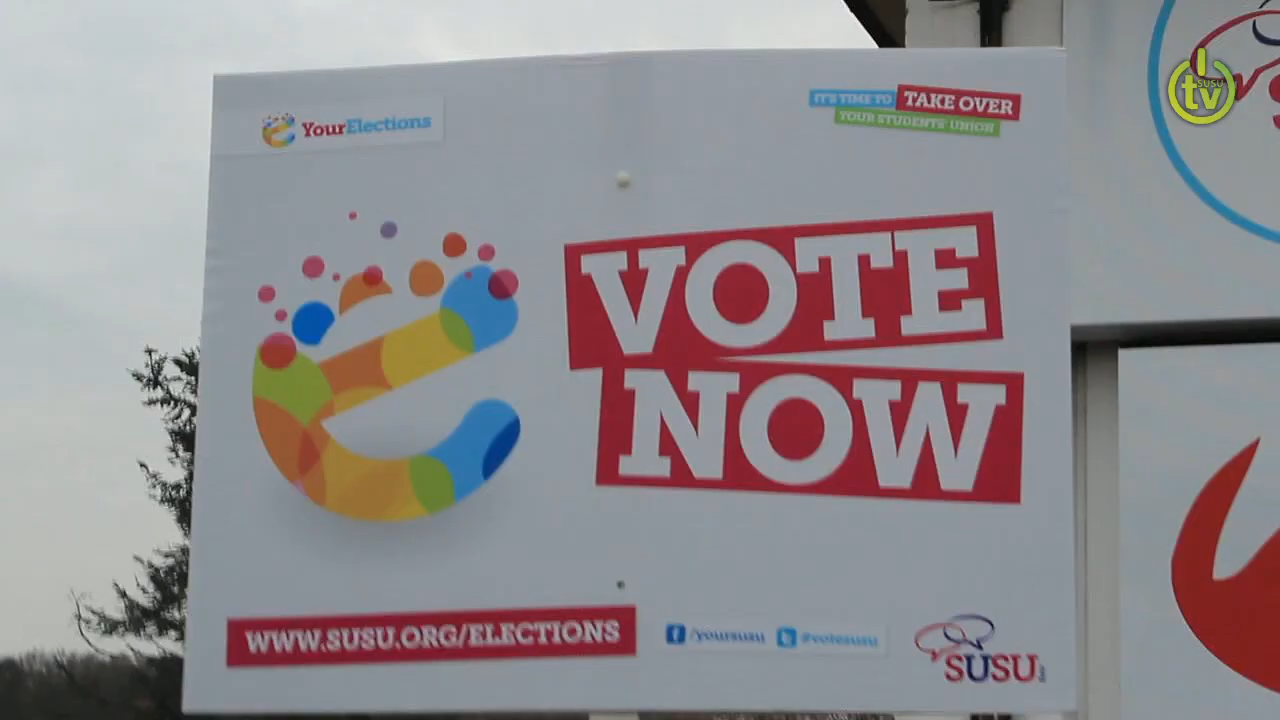 YourElections
IT'S TIME TO TAKE OVER
YOUR STUDENTS' UNION
SUSU
tv
VOTE
NOW
WWW.SUSU.ORG/ELECTIONS
/yoursusu @votesusu
SUSU